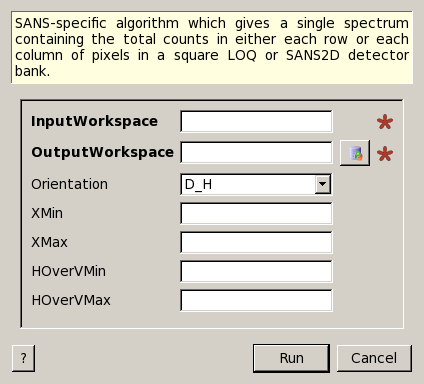 SANS-specific algorithm which gives a single spectrum
containing the total counts in either each row or each
column of pixels in a square LOQ or SANS2D detector
bank.
InputWorkspace
OutputWorkspace
Orientation D_H
XMin
XMax
HOverVMin
HOverVMax
? Run Cancel